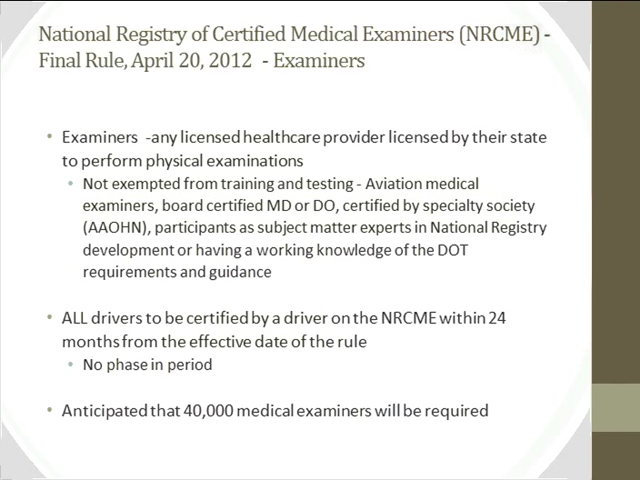 National Registry of Certified Medical Examiners (NRCME) -
Final Rule, April 20, 2012 - Examiners
• Examiners -any licensed healthcare provider licensed by their state
to perform physical examinations
• Not exempted from training and testing - Aviation medical
examiners, board certified MD or DO, certified by specialty society
(AAOHN), participants as subject matter experts in National Registry
development or having a working knowledge of the DOT
requirements and guidance
• ALL drivers to be certified by a driver on the NRCME within 24
months from the effective date of the rule
• No phase in period
• Anticipated that 40,000 medical examiners will be required